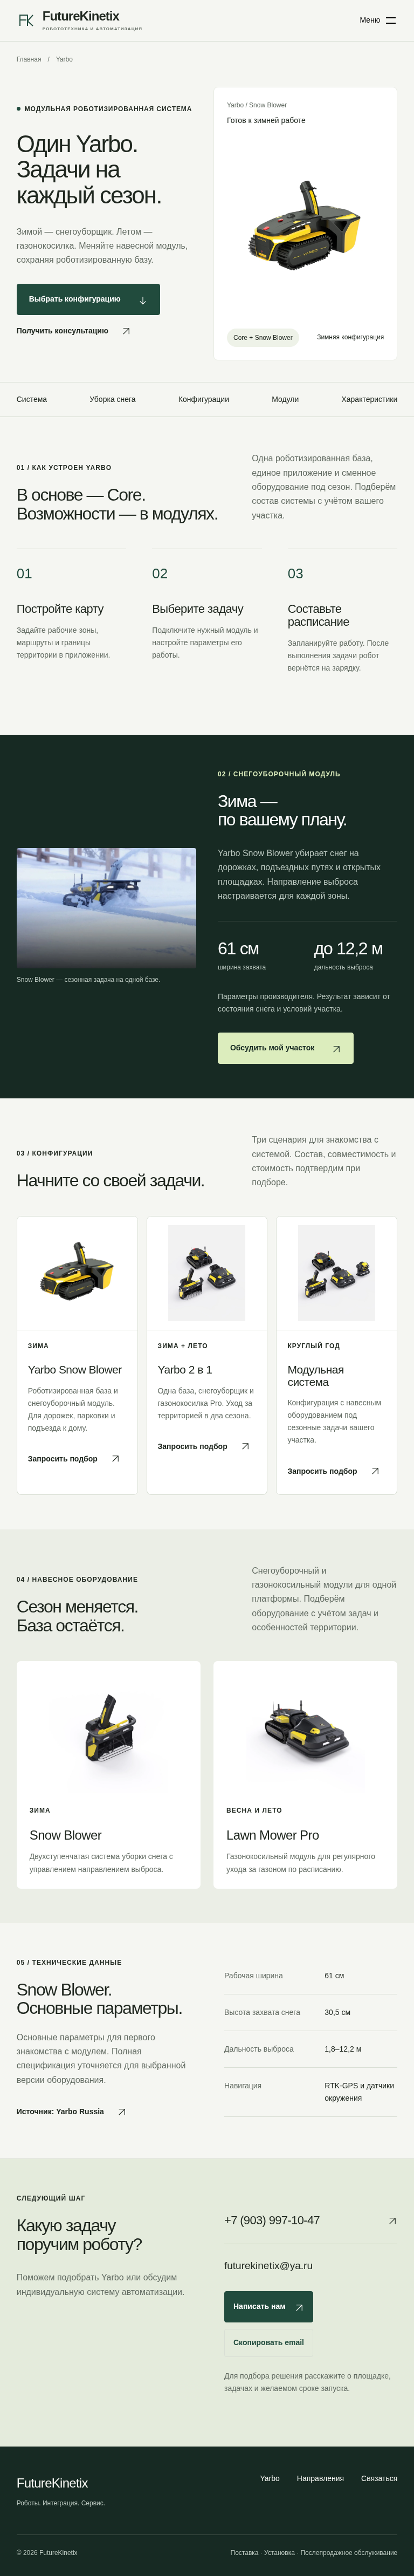 FutureKinetix
РОБОТОТЕХНИКА И АВТОМАТИЗАЦИЯ
Меню
Главная / Yarbo
МОДУЛЬНАЯ РОБОТИЗИРОВАННАЯ СИСТЕМА
Один Yarbo.
Задачи на
каждый сезон.
Зимой — снегоуборщик. Летом —
газонокосилка. Меняйте навесной модуль,
сохраняя роботизированную базу.
Выбрать конфигурацию
Получить консультацию
Yarbo / Snow Blower
Готов к зимней работе
Core + Snow Blower
Зимняя конфигурация
Система
Уборка снега
Конфигурации
Модули
Характеристики
01 / КАК УСТРОЕН YARBO
В основе — Core.
Возможности — в модулях.
Одна роботизированная база,
единое приложение и сменное
оборудование под сезон. Подберём
состав системы с учётом вашего
участка.
01
Постройте карту
Задайте рабочие зоны,
маршруты и границы
территории в приложении.
02
Выберите задачу
Подключите нужный модуль и
настройте параметры его
работы.
03
Составьте
расписание
Запланируйте работу. После
выполнения задачи робот
вернётся на зарядку.
Snow Blower — сезонная задача на одной базе.
02 / СНЕГОУБОРОЧНЫЙ МОДУЛЬ
Зима —
по вашему плану.
Yarbo Snow Blower убирает снег на
дорожках, подъездных путях и открытых
площадках. Направление выброса
настраивается для каждой зоны.
61 см
ширина захвата
до 12,2 м
дальность выброса
Параметры производителя. Результат зависит от
состояния снега и условий участка.
Обсудить мой участок
03 / КОНФИГУРАЦИИ
Начните со своей задачи.
Три сценария для знакомства с
системой. Состав, совместимость и
стоимость подтвердим при
подборе.
ЗИМА
Yarbo Snow Blower
Роботизированная база и
снегоуборочный модуль.
Для дорожек, парковки и
подъезда к дому.
Запросить подбор
ЗИМА + ЛЕТО
Yarbo 2 в 1
Одна база, снегоуборщик и
газонокосилка Pro. Уход за
территорией в два сезона.
Запросить подбор
КРУГЛЫЙ ГОД
Модульная
система
Конфигурация с навесным
оборудованием под
сезонные задачи вашего
участка.
Запросить подбор
04 / НАВЕСНОЕ ОБОРУДОВАНИЕ
Сезон меняется.
База остаётся.
Снегоуборочный и
газонокосильный модули для одной
платформы. Подберём
оборудование с учётом задач и
особенностей территории.
ЗИМА
Snow Blower
Двухступенчатая система уборки снега с
управлением направлением выброса.
ВЕСНА И ЛЕТО
Lawn Mower Pro
Газонокосильный модуль для регулярного
ухода за газоном по расписанию.
05 / ТЕХНИЧЕСКИЕ ДАННЫЕ
Snow Blower.
Основные параметры.
Основные параметры для первого
знакомства с модулем. Полная
спецификация уточняется для выбранной
версии оборудования.
Источник: Yarbo Russia
Рабочая ширина 61 см
Высота захвата снега 30,5 см
Дальность выброса 1,8–12,2 м
Навигация RTK-GPS и датчики
окружения
СЛЕДУЮЩИЙ ШАГ
Какую задачу
поручим роботу?
Поможем подобрать Yarbo или обсудим
индивидуальную систему автоматизации.
+7 (903) 997-10-47
futurekinetix@ya.ru
Написать нам
Скопировать email
Для подбора решения расскажите о площадке,
задачах и желаемом сроке запуска.
FutureKinetix
Роботы. Интеграция. Сервис.
Yarbo
Направления
Связаться
© 2026 FutureKinetix
Поставка · Установка · Послепродажное обслуживание